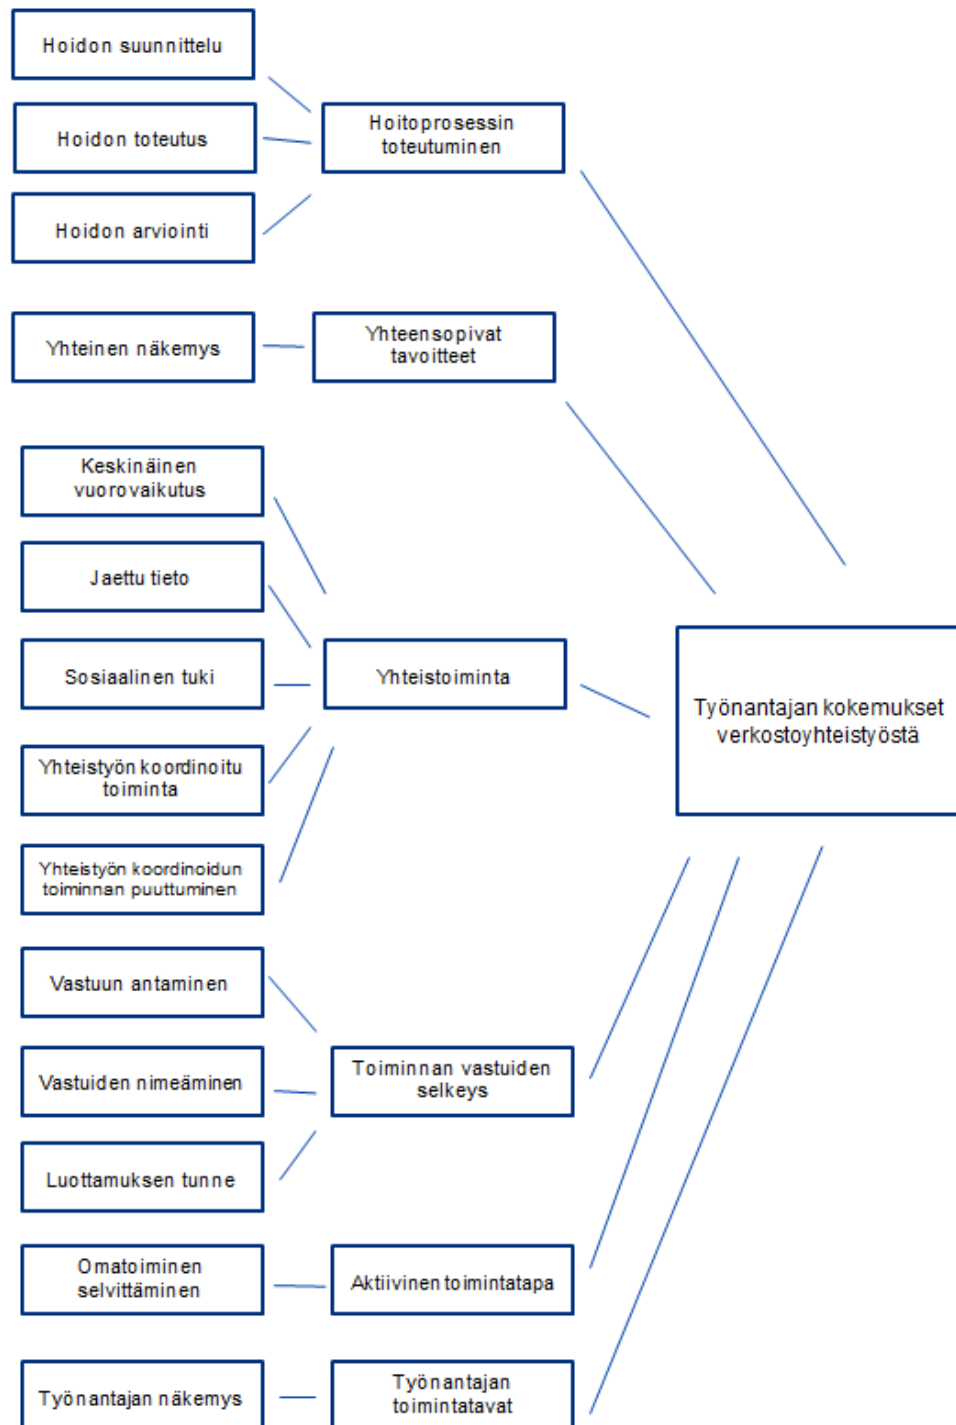 Hoidon suunnittelu
Hoidon toteutus
Hoidon arviointi
Hoitoprosessin
toteutuminen
Yhteinen näkemys
Yhteensopivat
tavoitteet
Keskinäinen
vuorovaikutus
Jaettu tieto
Sosiaalinen tuki
Yhteistyön koordinoitu
toiminta
Yhteistyön koordinoidun
toiminnan puuttuminen
Yhteistoiminta
Työnantajan kokemukset
verkostoyhteistyöstä
Vastuun antaminen
Vastuiden nimeäminen
Luottamuksen tunne
Toiminnan vastuiden
selkeys
Omatoiminen
selvittäminen
Aktiivinen toimintatapa
Työnantajan näkemys
Työnantajan
toimintatavat